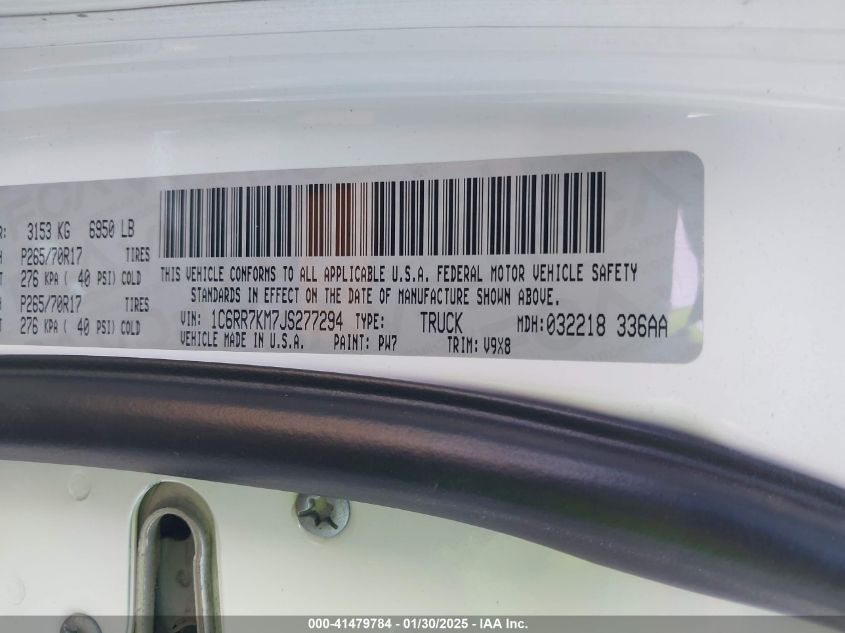 R: 3153 KG 6950 LB
P265/70R17 TIRES
276 KPA ( 40 PSI) COLD
P265/70R17 TIRES
276 KPA ( 40 PSI) COLD
THIS VEHICLE CONFORMS TO ALL APPLICABLE U.S.A. FEDERAL MOTOR VEHICLE SAFETY
STANDARDS IN EFFECT ON THE DATE OF MANUFACTURE SHOWN ABOVE.
VIN: 1C6RR7KM7JS277294 TYPE: TRUCK MDH: 032218 336AA
VEHICLE MADE IN U.S.A. PAINT: PW7 TRIM: V9X8
000-41479784 - 01/30/2025 - IAA Inc.